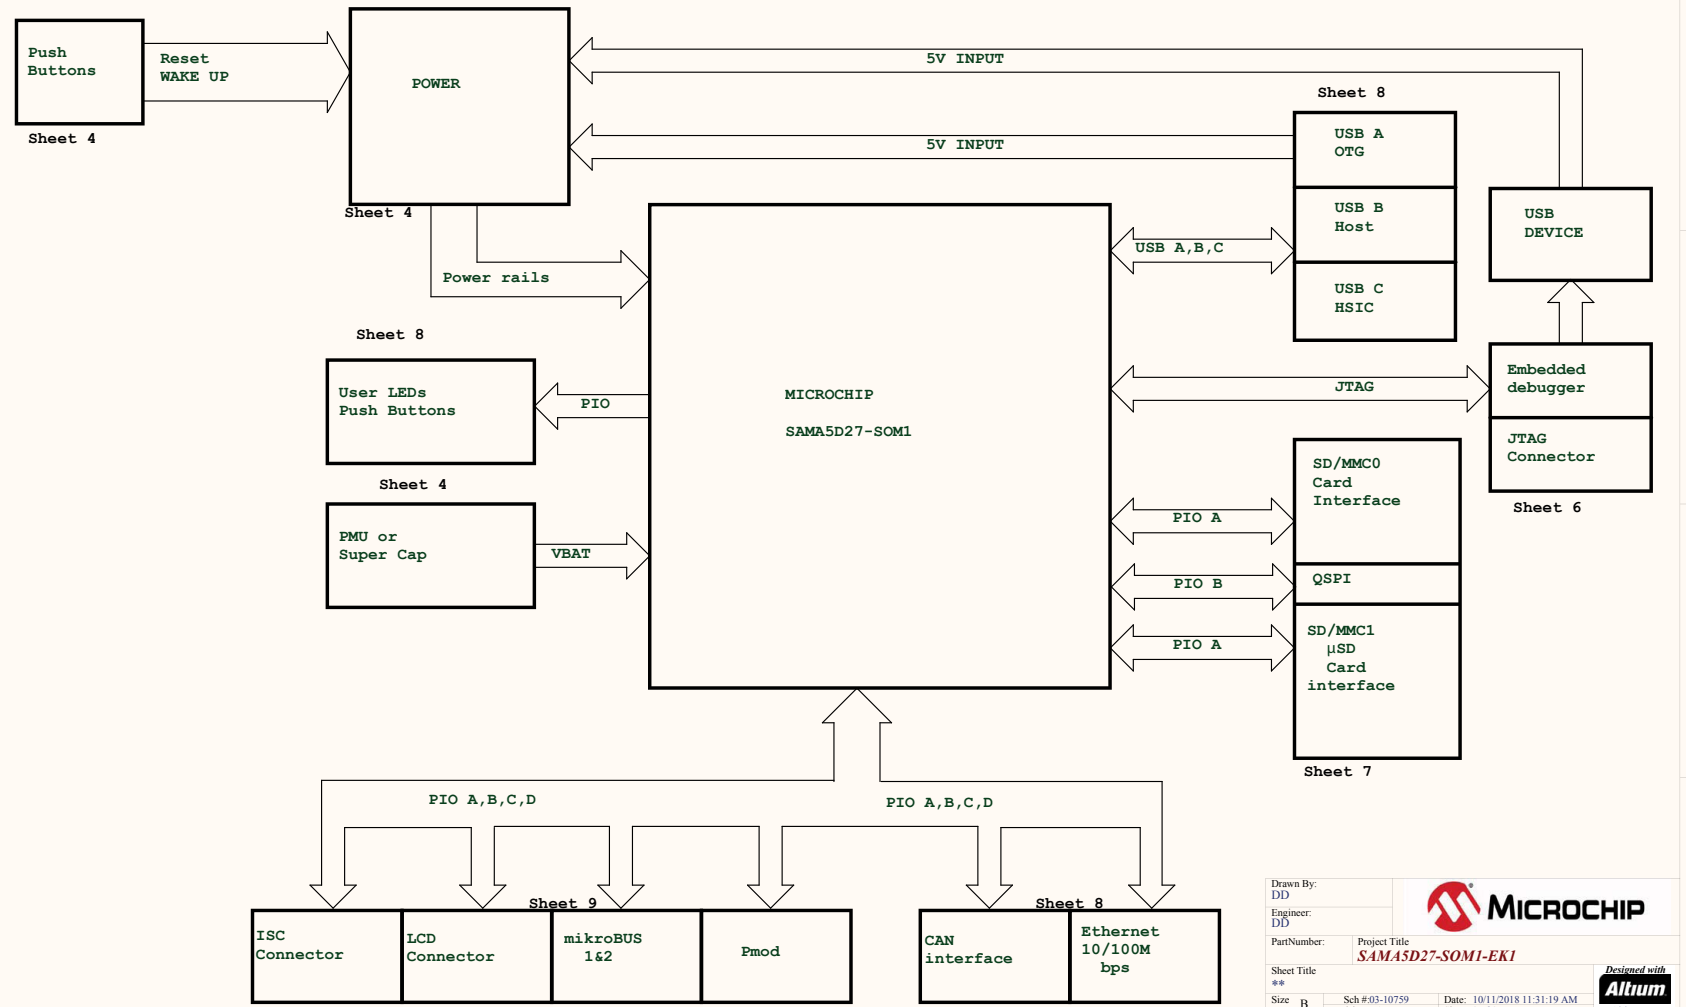 Push
Buttons
Sheet 4
Reset
WAKE UP
POWER
Sheet 4
5V INPUT
5V INPUT
Sheet 8
USB A
OTG
USB B
Host
USB C
HSIC
USB
DEVICE
USB A,B,C
Power rails
Sheet 8
User LEDs
Push Buttons
PIO
Sheet 4
PMU or
Super Cap
VBAT
MICROCHIP
SAMA5D27-SOM1
JTAG
Embedded
debugger
JTAG
Connector
Sheet 6
PIO A
SD/MMC0
Card
Interface
PIO B
QSPI
PIO A
SD/MMC1
µSD
Card
interface
Sheet 7
PIO A,B,C,D
PIO A,B,C,D
Sheet 9
ISC
Connector
LCD
Connector
mikroBUS
1&2
Pmod
Sheet 8
CAN
interface
Ethernet
10/100M
bps
Drawn By:
DD
Engineer:
DD
MICROCHIP
PartNumber:
Project Title
SAMA5D27-SOM1-EK1
Sheet Title
**
Designed with
Altium
Size B
Sch #:03-10759
Date: 10/11/2018 11:31:19 AM